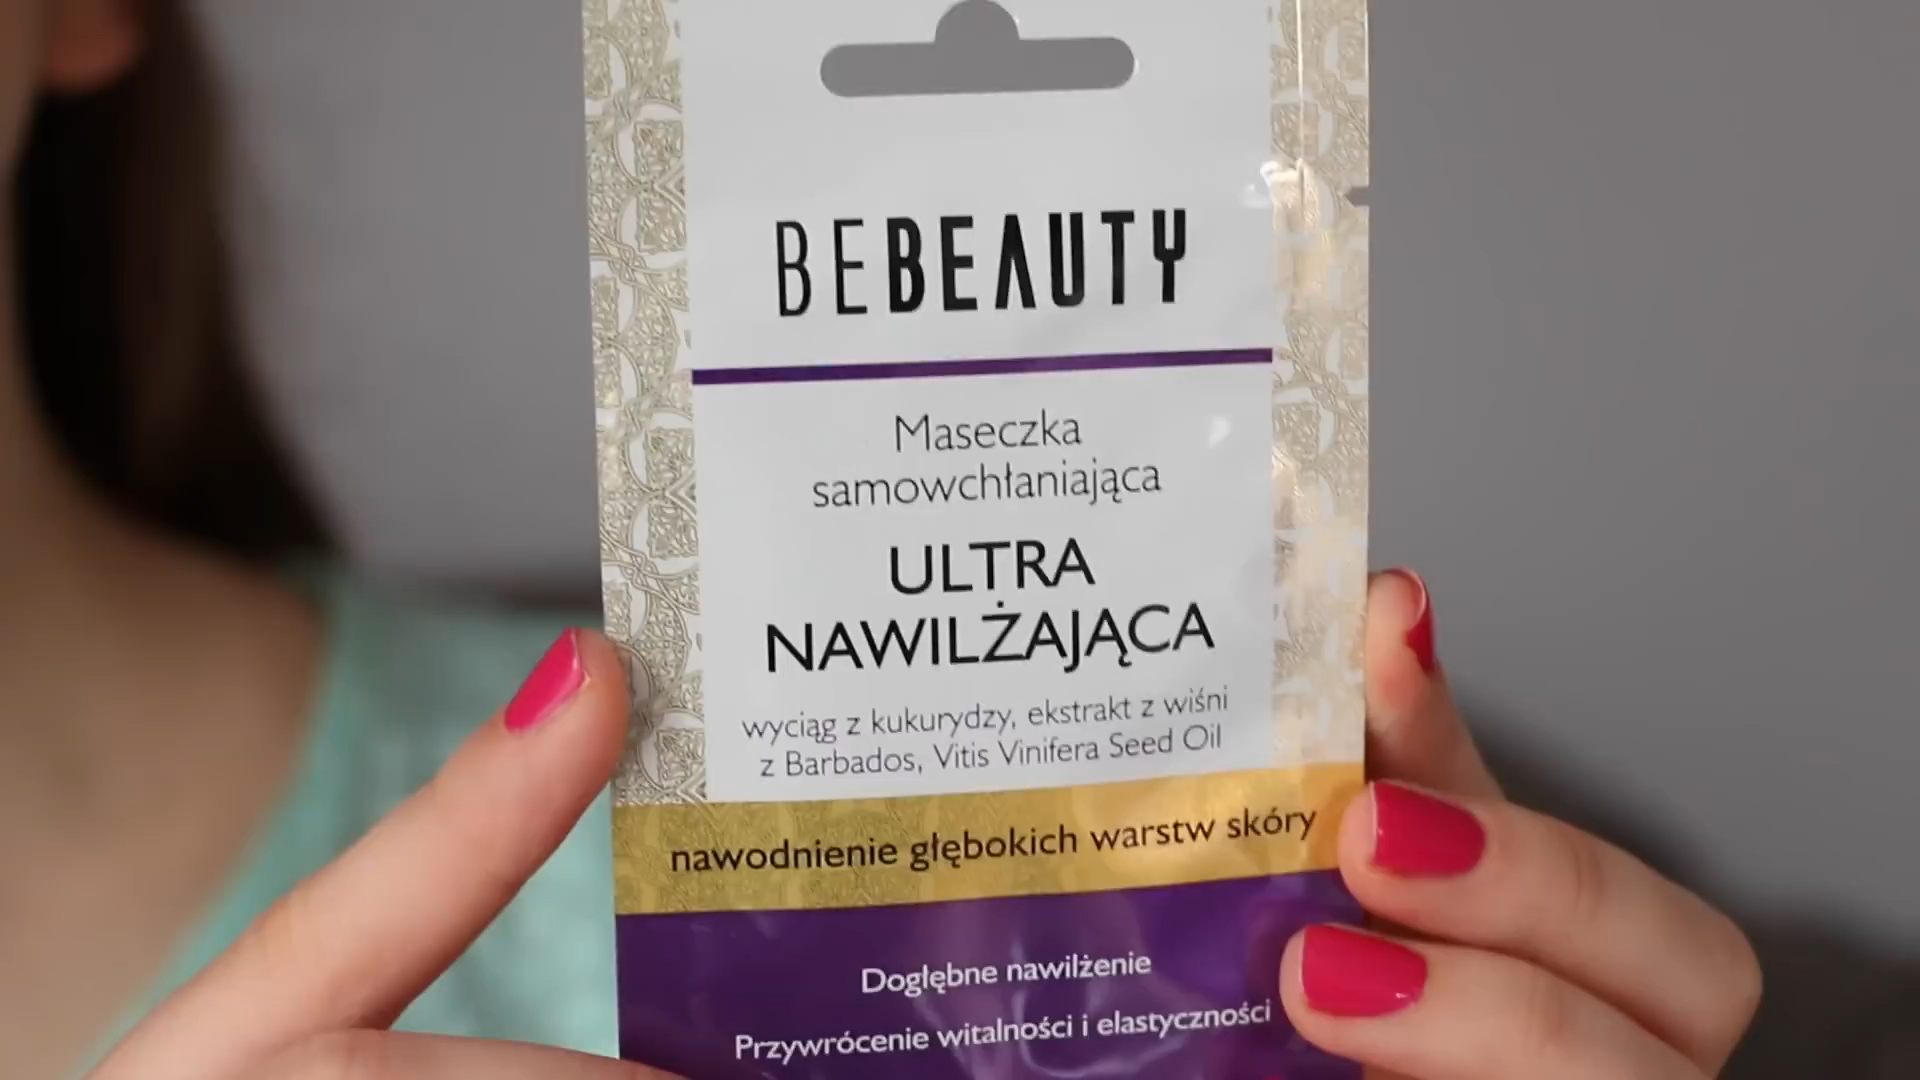 BEBEAUTY
Maseczka
samowchłaniająca
ULTRA
NAWILŻAJĄCA
wyciąg z kukurydzy, ekstrakt z wiśni
z Barbados, Vitis Vinifera Seed Oil
nawodnienie głębokich warstw skóry
Dogłębne nawilżenie
Przywrócenie witalności i elastyczności